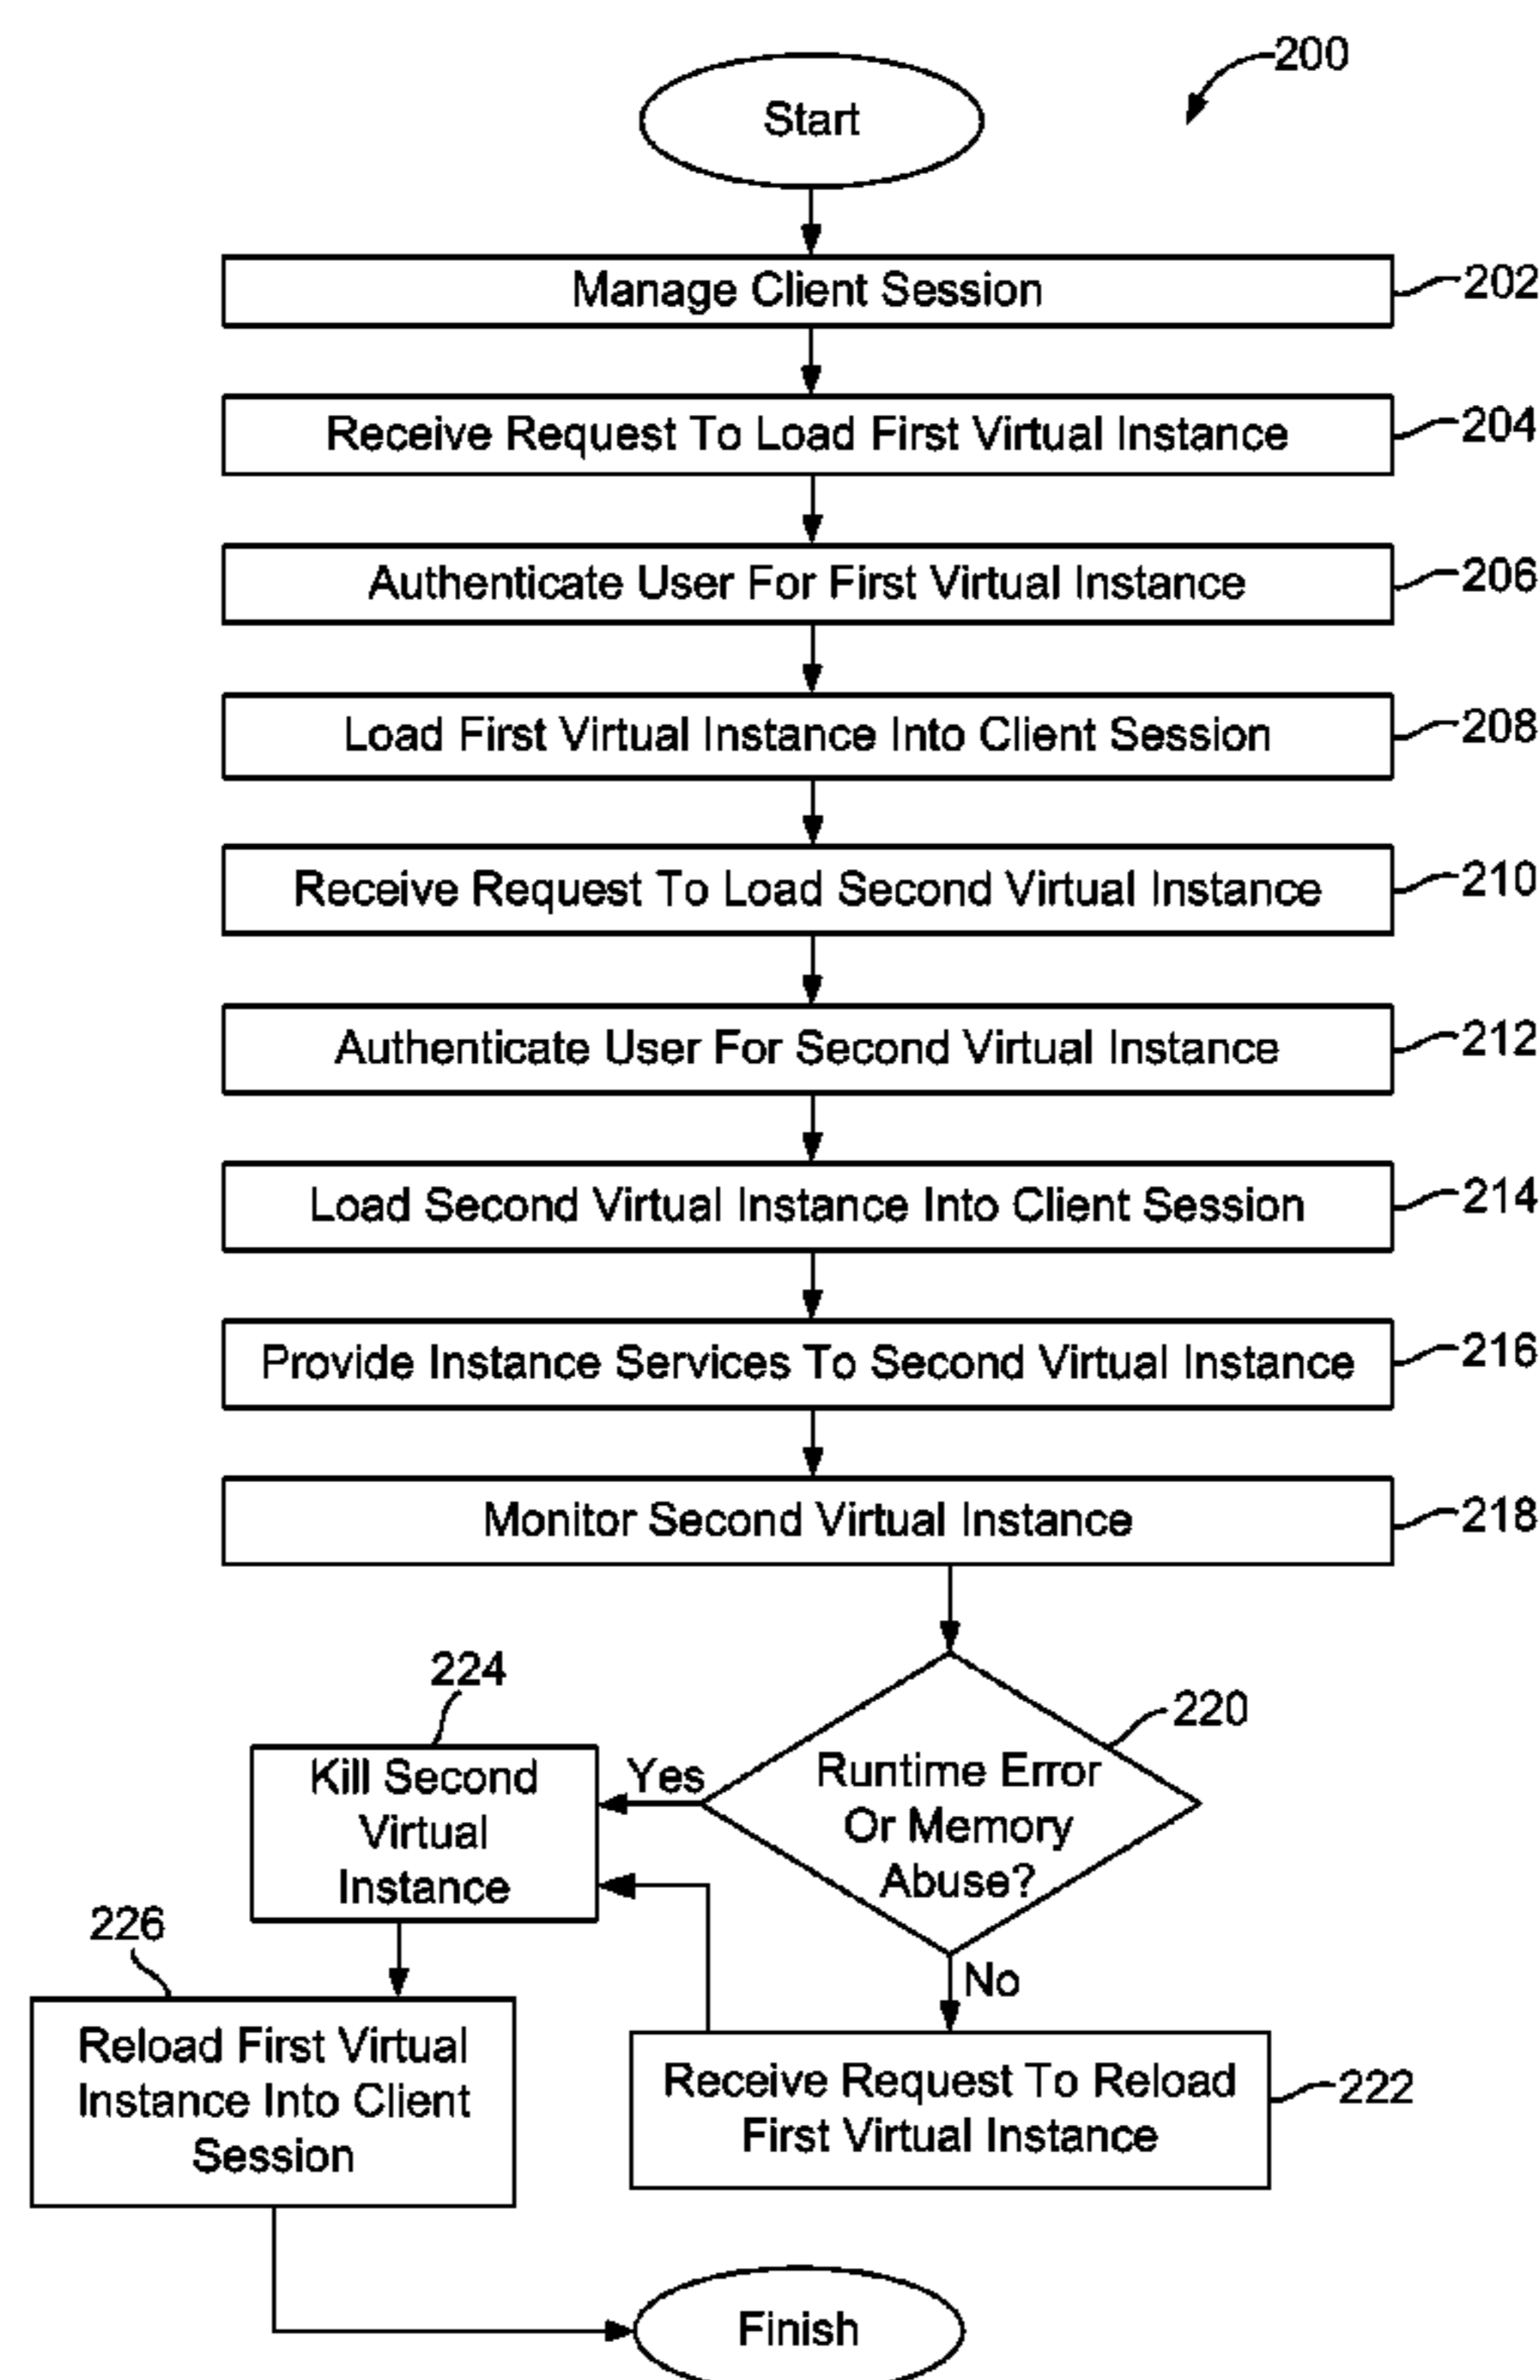 200
Start
Manage Client Session
202
Receive Request To Load First Virtual Instance
204
Authenticate User For First Virtual Instance
206
Load First Virtual Instance Into Client Session
208
Receive Request To Load Second Virtual Instance
210
Authenticate User For Second Virtual Instance
212
Load Second Virtual Instance Into Client Session
214
Provide Instance Services To Second Virtual Instance
216
Monitor Second Virtual Instance
218
224
220
Kill Second
Virtual
Instance
Yes
Runtime Error
Or Memory
Abuse?
226
No
Reload First Virtual
Instance Into Client
Session
Receive Request To Reload
First Virtual Instance
222
Finish